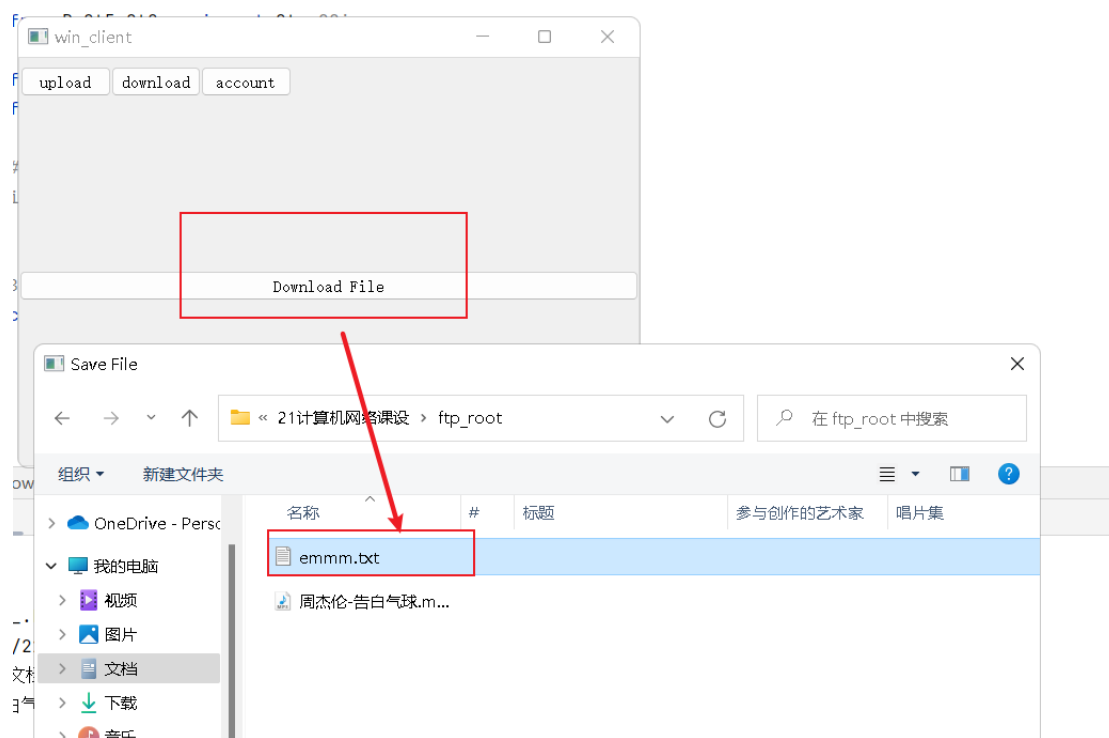 win_client
upload download account
Download File
Save File
« 21计算机网络课设 › ftp_root
在 ftp_root 中搜索
组织 新建文件夹
名称 # 标题 参与创作的艺术家 唱片集
OneDrive - Perso
emmm.txt
我的电脑
视频
周杰伦-告白气球.m...
图片
文档
下载
音乐